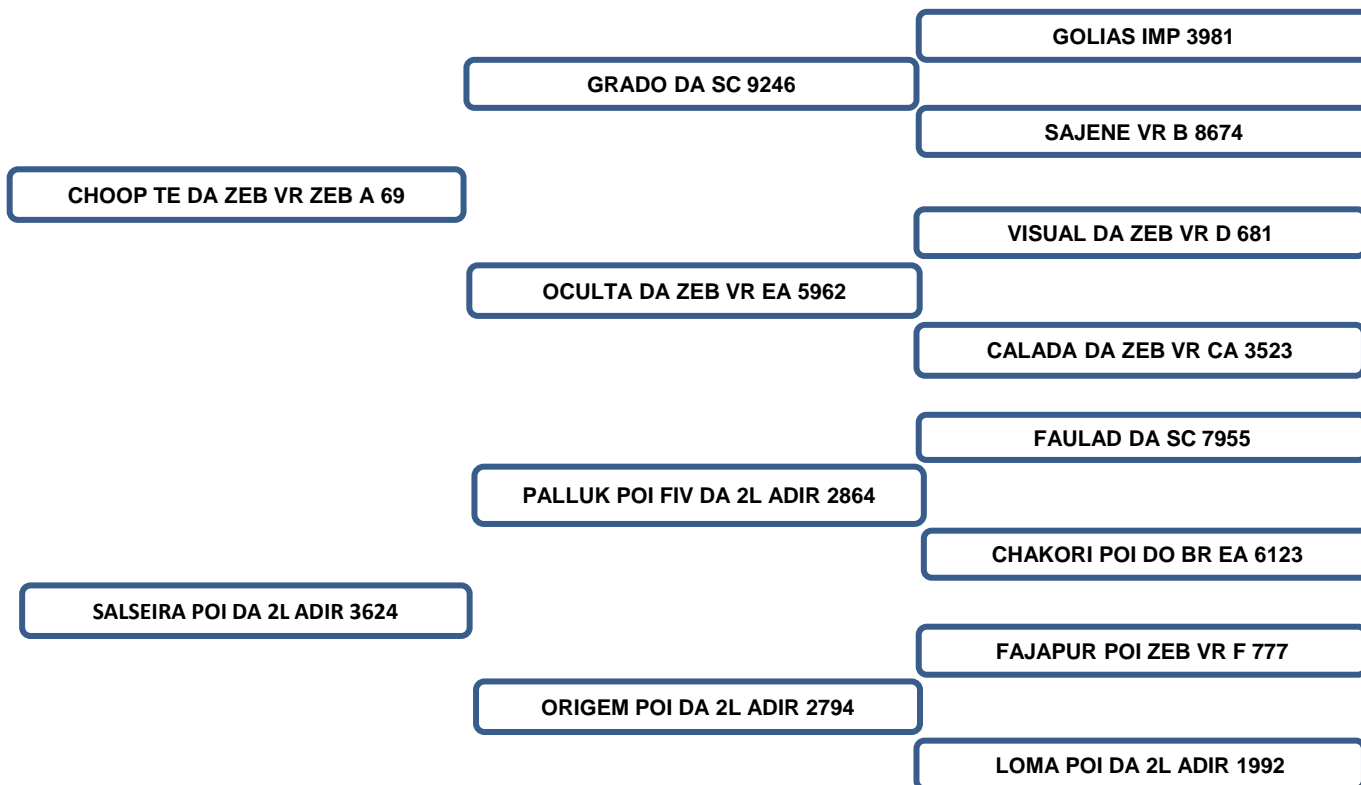 GOLIAS IMP 3981
GRADO DA SC 9246
SAJENE VR B 8674
CHOOP TE DA ZEB VR ZEB A 69
VISUAL DA ZEB VR D 681
OCULTA DA ZEB VR EA 5962
CALADA DA ZEB VR CA 3523
FAULAD DA SC 7955
PALLUK POI FIV DA 2L ADIR 2864
CHAKORI POI DO BR EA 6123
SALSEIRA POI DA 2L ADIR 3624
FAJAPUR POI ZEB VR F 777
ORIGEM POI DA 2L ADIR 2794
LOMA POI DA 2L ADIR 1992